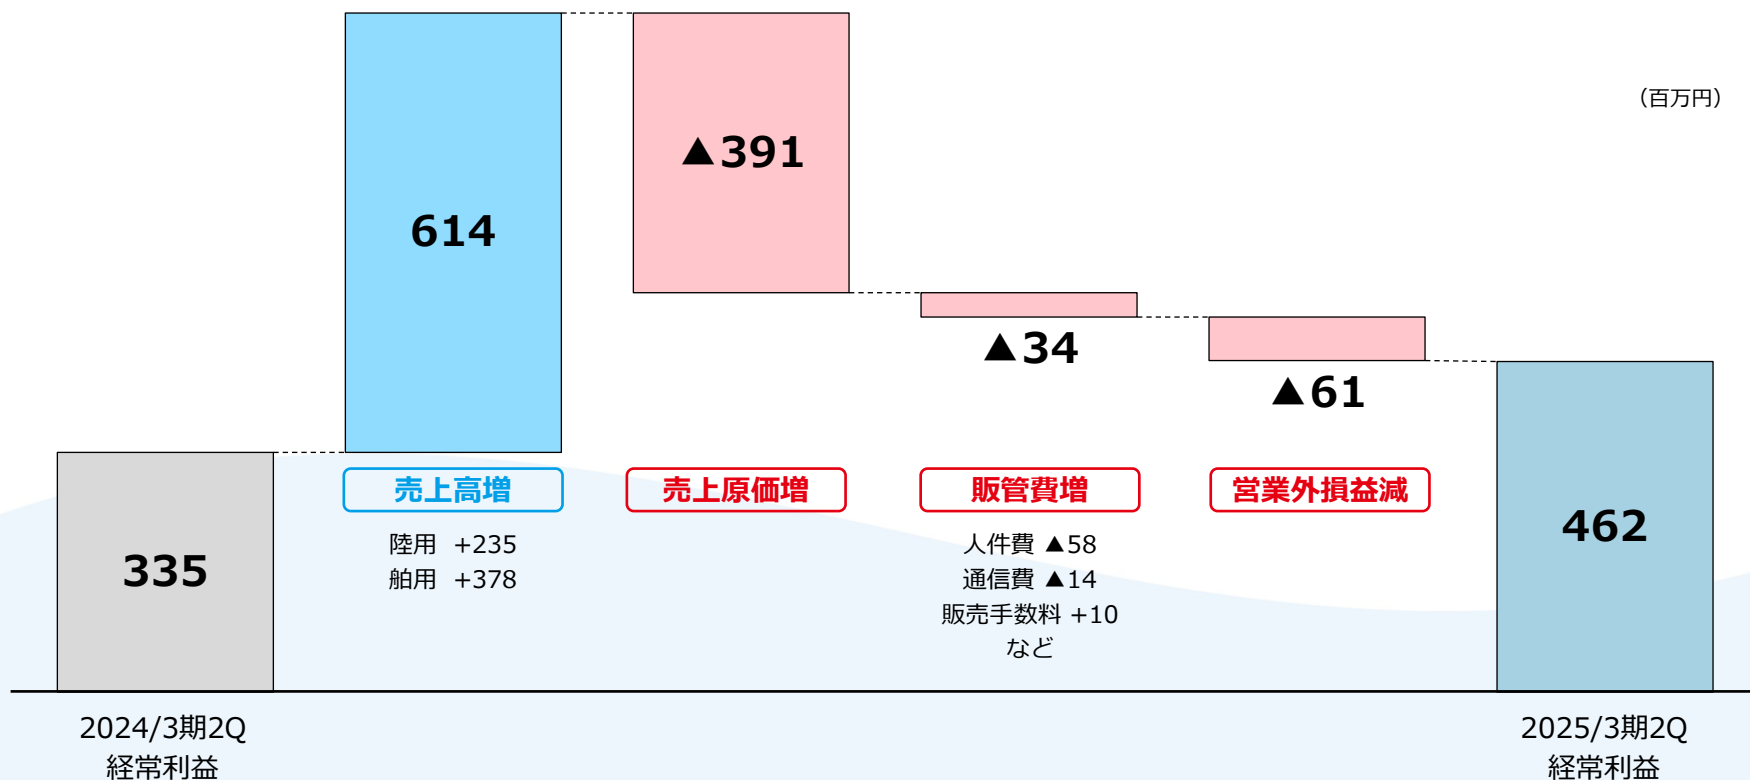 （百万円）
614
▲391
▲34
▲61
335
462
売上高増
売上原価増
販管費増
営業外損益減
陸用 +235
舶用 +378
人件費 ▲58
通信費 ▲14
販売手数料 +10
など
2024/3期2Q
経常利益
2025/3期2Q
経常利益